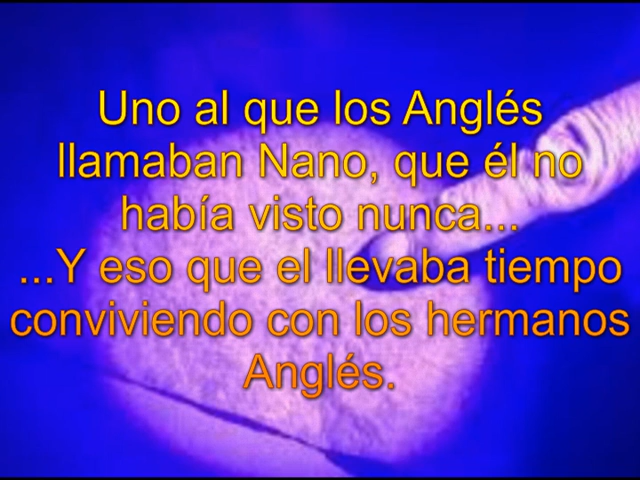 Uno al que los Anglés
llamaban Nano, que él no
había visto nunca...
...Y eso que el llevaba tiempo
conviviendo con los hermanos
Anglés.